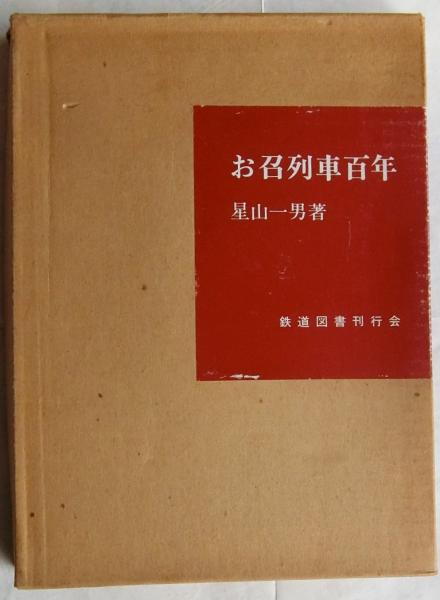 お召列車百年
星山一男著
鉄道図書刊行会